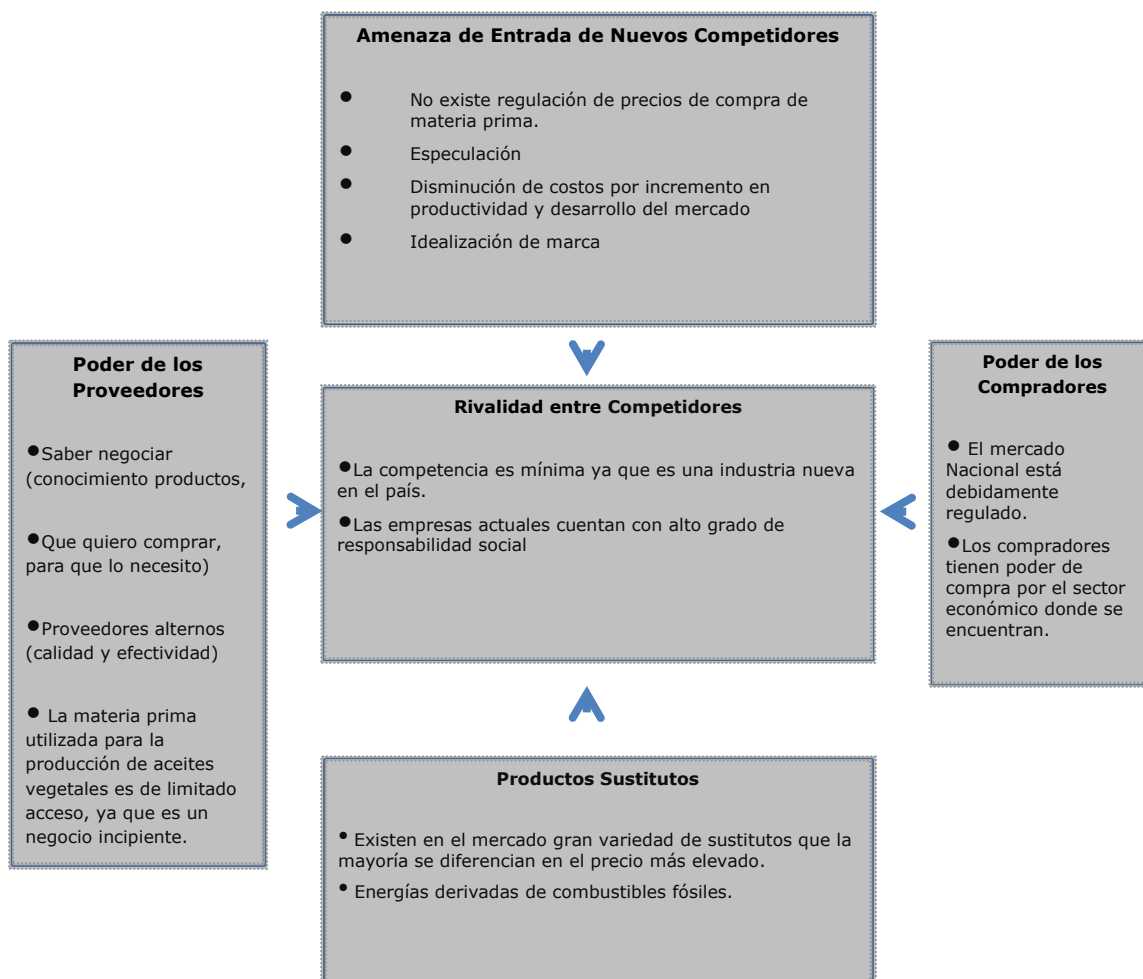 Amenaza de Entrada de Nuevos Competidores
● No existe regulación de precios de compra de
materia prima.
● Especulación
● Disminución de costos por incremento en
productividad y desarrollo del mercado
● Idealización de marca
Poder de los
Proveedores
●Saber negociar
(conocimiento productos,
●Que quiero comprar,
para que lo necesito)
●Proveedores alternos
(calidad y efectividad)
● La materia prima
utilizada para la
producción de aceites
vegetales es de limitado
acceso, ya que es un
negocio incipiente.
Rivalidad entre Competidores
●La competencia es mínima ya que es una industria nueva
en el país.
●Las empresas actuales cuentan con alto grado de
responsabilidad social
Poder de los
Compradores
● El mercado
Nacional está
debidamente
regulado.
●Los compradores
tienen poder de
compra por el sector
económico donde se
encuentran.
Productos Sustitutos
• Existen en el mercado gran variedad de sustitutos que la
mayoría se diferencian en el precio más elevado.
• Energías derivadas de combustibles fósiles.